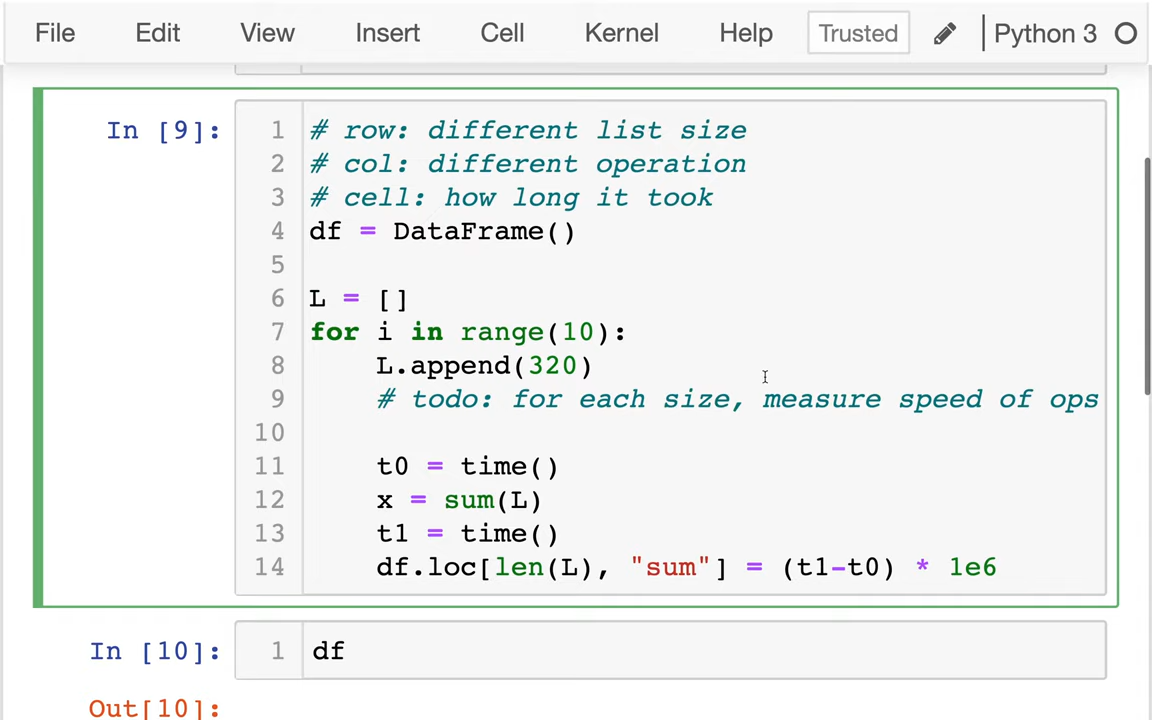 File Edit View Insert Cell Kernel Help Trusted Python 3
In [9]:
1 # row: different list size
2 # col: different operation
3 # cell: how long it took
4 df = DataFrame()
5
6 L = []
7 for i in range(10):
8     L.append(320)
9     # todo: for each size, measure speed of ops
10
11     t0 = time()
12     x = sum(L)
13     t1 = time()
14     df.loc[len(L), "sum"] = (t1-t0) * 1e6
In [10]: 1 df
Out[10]: